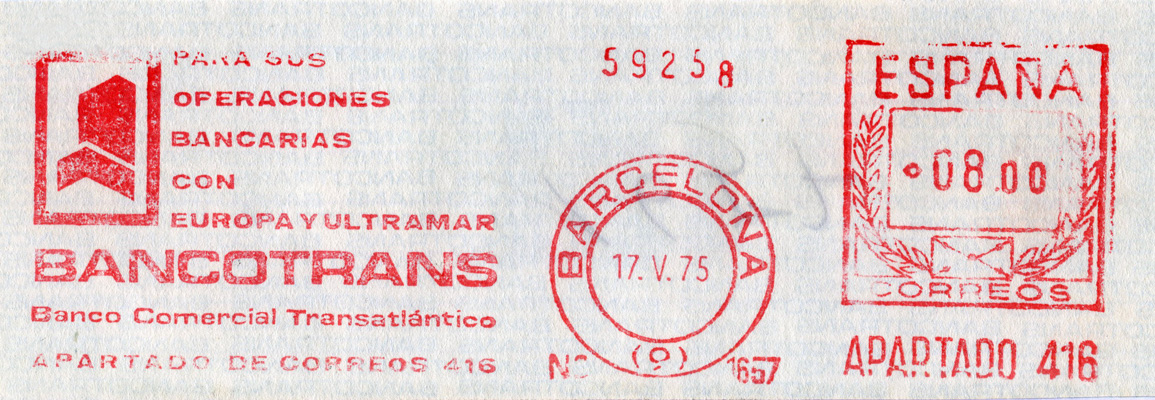 PARA SUS
OPERACIONES
BANCARIAS
CON
EUROPA Y ULTRAMAR
BANCOTRANS
Banco Comercial Transatlántico
APARTADO DE CORREOS 416
59258
BARCELONA
17.V.75
(9)
Nº 1657
ESPAÑA
08.00
CORREOS
APARTADO 416